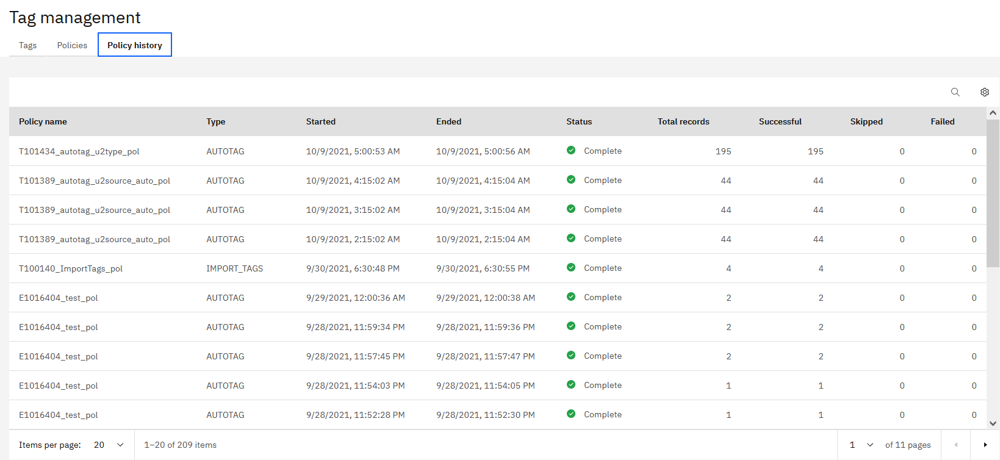 Tag management
Tags Policies Policy history
Policy name Type Started Ended Status Total records Successful Skipped Failed
T101434_autotag_u2type_pol AUTOTAG 10/9/2021, 5:00:53 AM 10/9/2021, 5:00:56 AM Complete 195 195 0 0
T101389_autotag_u2source_auto_pol AUTOTAG 10/9/2021, 4:15:02 AM 10/9/2021, 4:15:04 AM Complete 44 44 0 0
T101389_autotag_u2source_auto_pol AUTOTAG 10/9/2021, 3:15:02 AM 10/9/2021, 3:15:04 AM Complete 44 44 0 0
T101389_autotag_u2source_auto_pol AUTOTAG 10/9/2021, 2:15:02 AM 10/9/2021, 2:15:04 AM Complete 44 44 0 0
T100140_ImportTags_pol IMPORT_TAGS 9/30/2021, 6:30:48 PM 9/30/2021, 6:30:55 PM Complete 4 4 0 0
E1016404_test_pol AUTOTAG 9/29/2021, 12:00:36 AM 9/29/2021, 12:00:38 AM Complete 2 2 0 0
E1016404_test_pol AUTOTAG 9/28/2021, 11:59:34 PM 9/28/2021, 11:59:36 PM Complete 2 2 0 0
E1016404_test_pol AUTOTAG 9/28/2021, 11:57:45 PM 9/28/2021, 11:57:47 PM Complete 2 2 0 0
E1016404_test_pol AUTOTAG 9/28/2021, 11:54:03 PM 9/28/2021, 11:54:05 PM Complete 1 1 0 0
E1016404_test_pol AUTOTAG 9/28/2021, 11:52:28 PM 9/28/2021, 11:52:30 PM Complete 1 1 0 0
Items per page: 20 1–20 of 209 items 1 of 11 pages